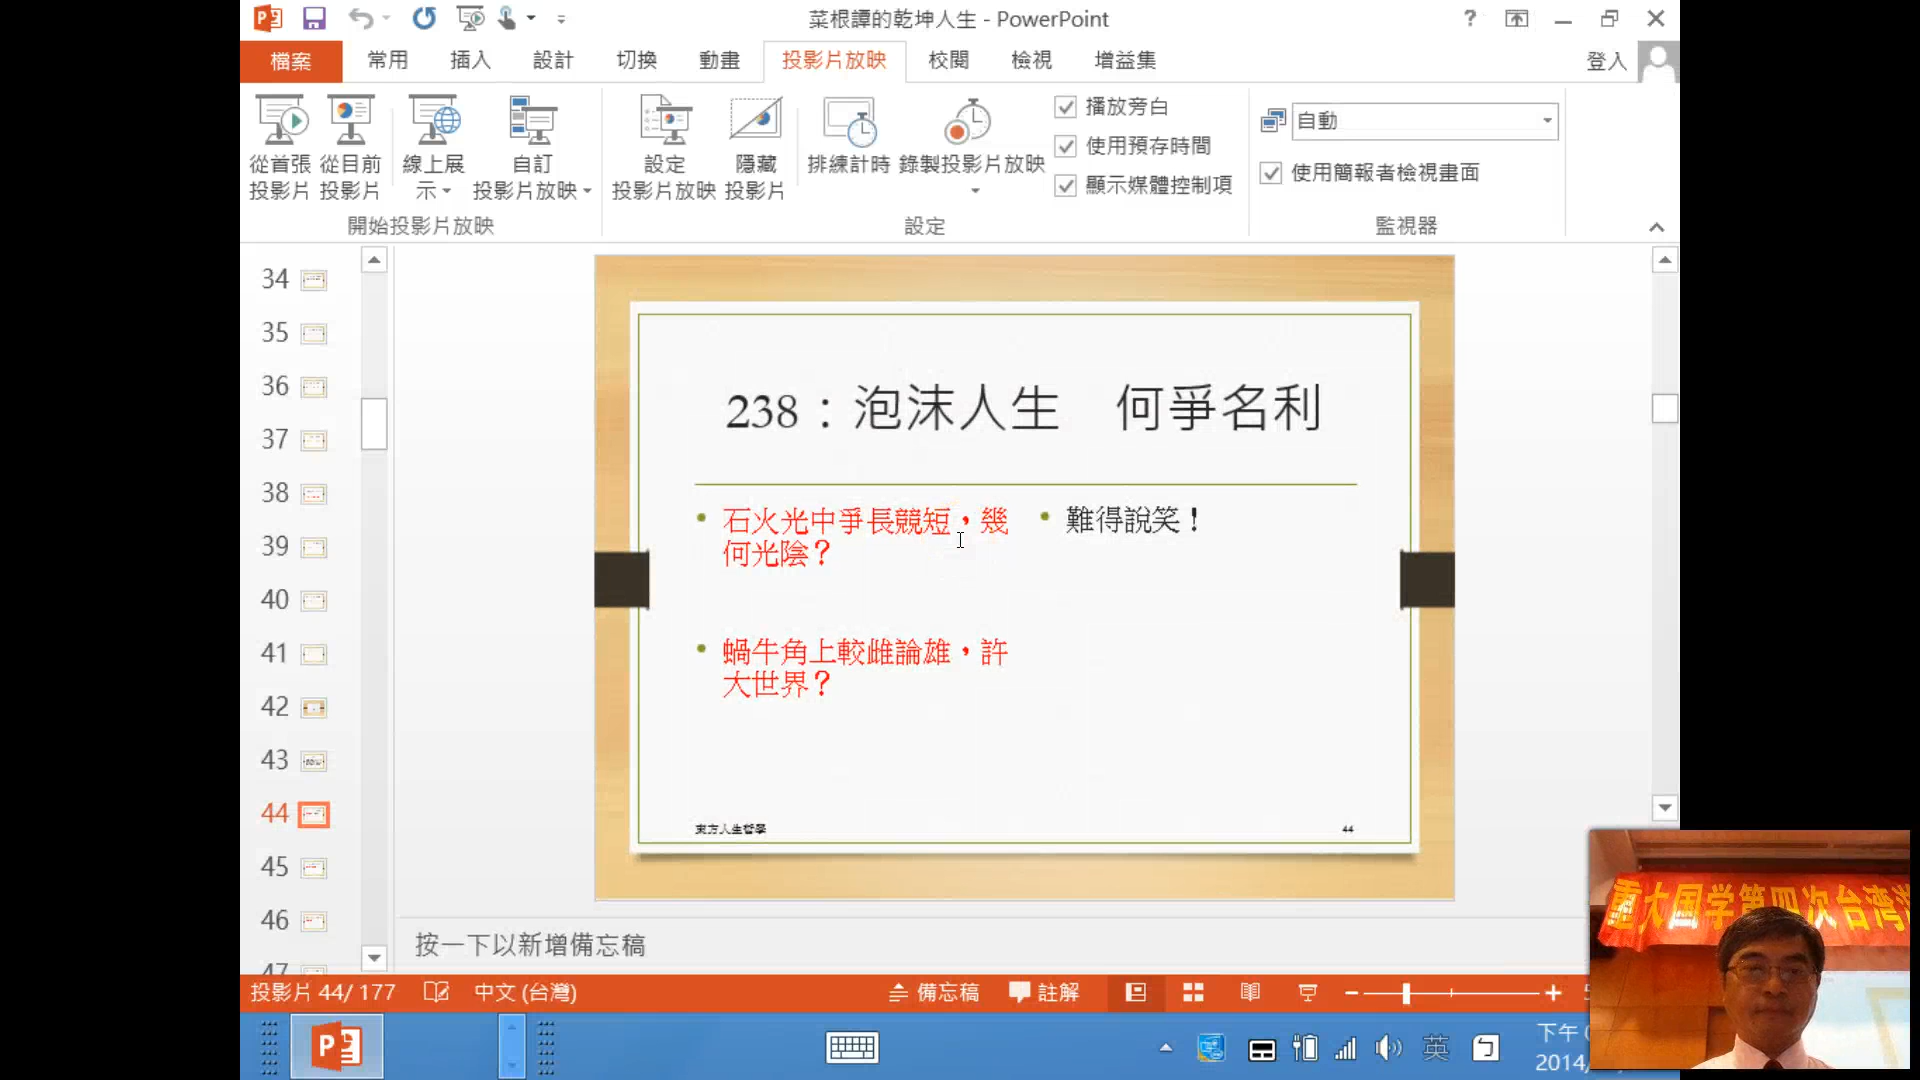 菜根譚的乾坤人生 - PowerPoint
檔案 常用 插入 設計 切換 動畫 投影片放映 校閱 檢視 增益集 登入
從首張投影片
從目前投影片
線上展示
自訂投影片放映
開始投影片放映
設定投影片放映
隱藏投影片
排練計時
錄製投影片放映
播放旁白
使用預存時間
顯示媒體控制項
設定
自動
使用簡報者檢視畫面
監視器
34
35
36
37
38
39
40
41
42
43
44
45
46
47
238：泡沫人生 何爭名利
• 石火光中爭長競短，幾
何光陰？
• 蝸牛角上較雌論雄，許
大世界？
• 難得說笑！
東方人生哲學
44
按一下以新增備忘稿
投影片 44/ 177 中文 (台灣) 備忘稿 註解
英
下午
2014/
重大国学第四次台湾